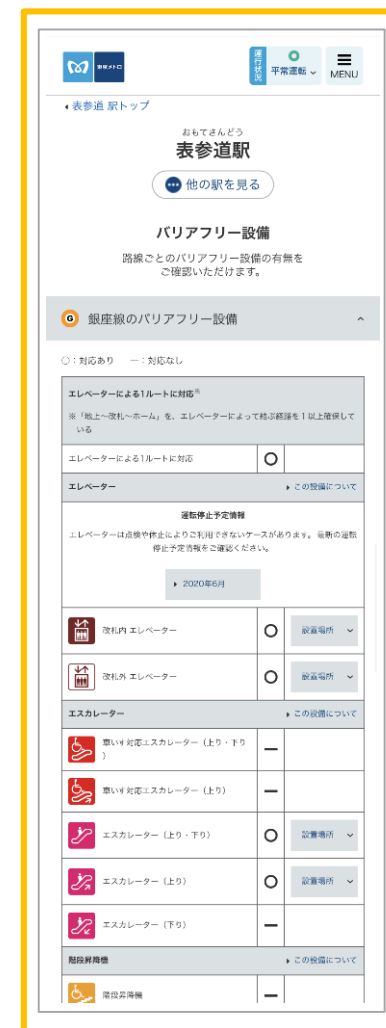 東京メトロ
運行状況
平常運転
MENU
表参道 駅トップ
おもてさんどう
表参道駅
他の駅を見る
バリアフリー設備
路線ごとのバリアフリー設備の有無を
ご確認いただけます。
G 銀座線のバリアフリー設備
○：対応あり ―：対応なし
エレベーターによる1ルートに対応※
※「地上～改札～ホーム」を、エレベーターによって結ぶ経路を1以上確保して
いる
エレベーターによる1ルートに対応 ○
エレベーター この設備について
運転停止予定情報
エレベーターは点検や休止によりご利用できないケースがあります。最新の運転
停止予定情報をご確認ください。
2020年6月
改札内 エレベーター ○ 設置場所
改札外 エレベーター ○ 設置場所
エスカレーター この設備について
車いす対応エスカレーター（上り・下り
） ―
車いす対応エスカレーター（上り） ―
エスカレーター（上り・下り） ○ 設置場所
エスカレーター（上り） ○ 設置場所
エスカレーター（下り） ―
階段昇降機 この設備について
階段昇降機 ―